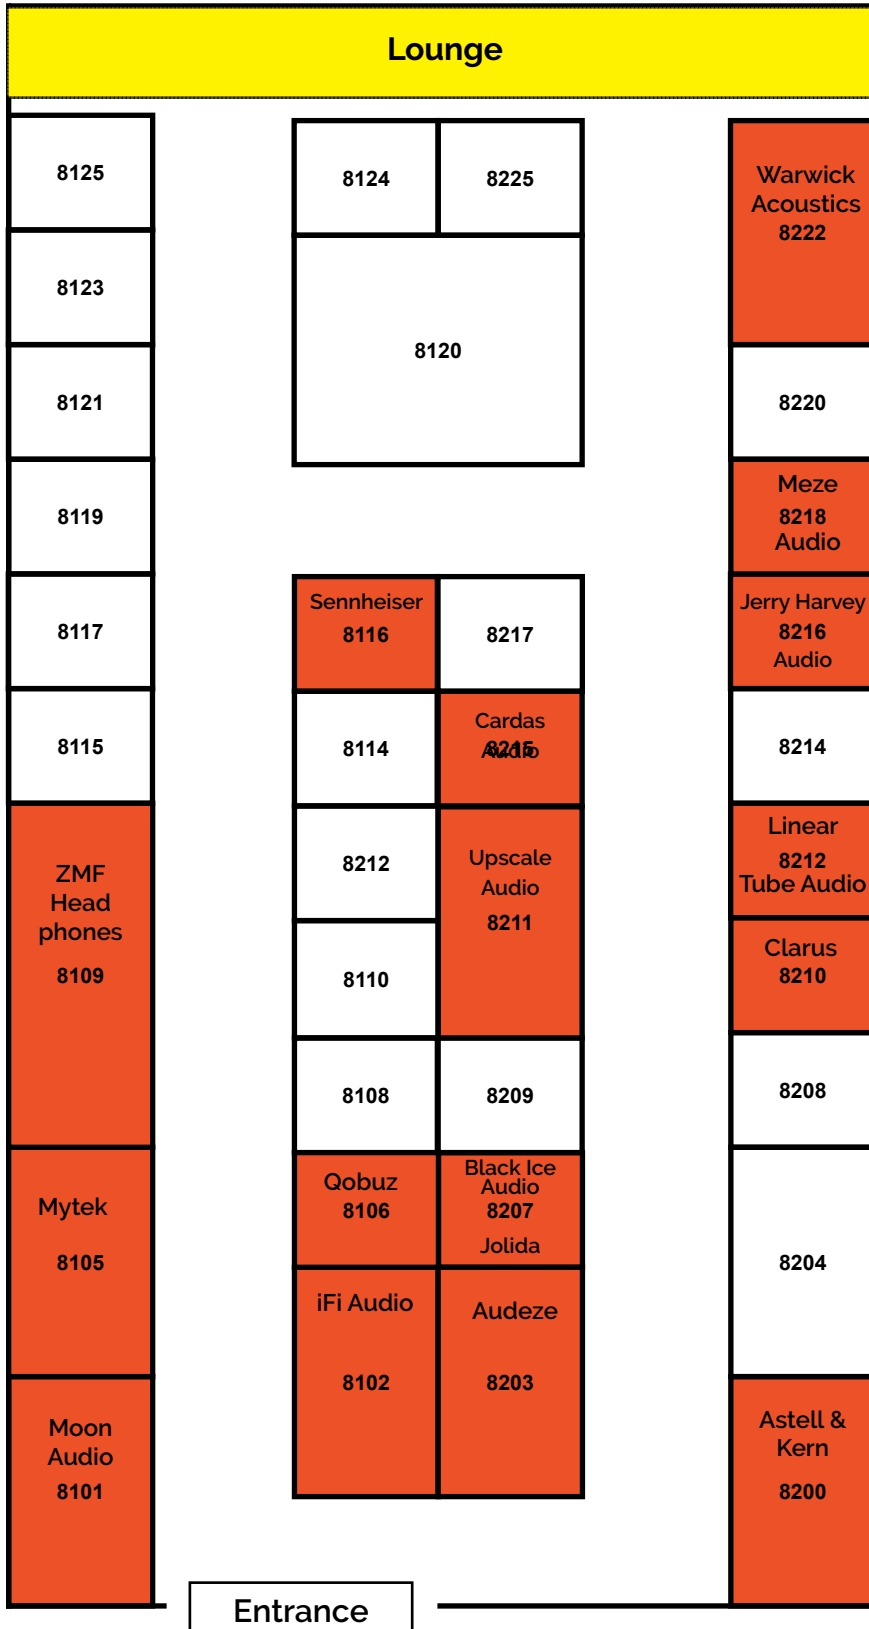 Lounge
8125
8123
8121
8119
8117
8115
ZMF
Head
phones
8109
Mytek
8105
Moon
Audio
8101
8124
8225
8120
Sennheiser
8116
8217
8114
Cardas
Audio
8215
8212
Upscale
Audio
8211
8110
8108
8209
Qobuz
8106
Black Ice
Audio
8207
Jolida
iFi Audio
8102
Audeze
8203
Warwick
Acoustics
8222
8220
Meze
8218
Audio
Jerry Harvey
8216
Audio
8214
Linear
8212
Tube Audio
Clarus
8210
8208
8204
Astell &
Kern
8200
Entrance